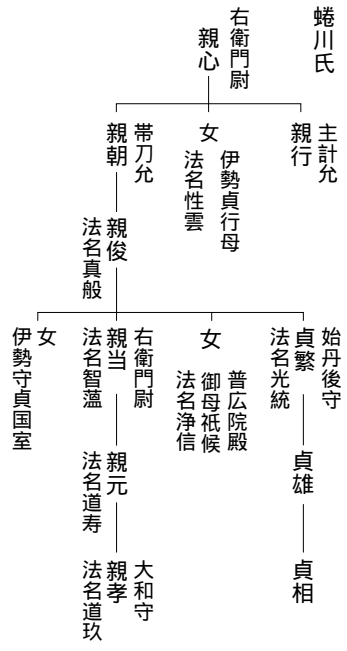 蜷川氏
右衛門尉
親心
主計允
親行
女
伊勢貞行母
法名性雲
帯刀允
親朝
親俊
法名真般
始丹後守
貞繁
法名光統
女
普広院殿
御母祇候
法名浄信
右衛門尉
親当
法名智薀
女
伊勢守貞国室
貞雄
親元
法名道寿
貞相
大和守
親孝
法名道玖